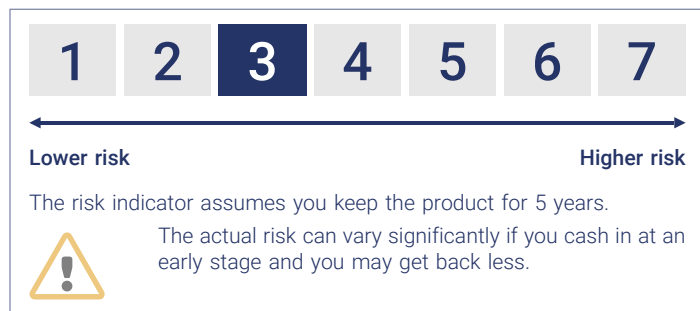 1 2 3 4 5 6 7
Lower risk Higher risk
The risk indicator assumes you keep the product for 5 years.
The actual risk can vary significantly if you cash in at an
early stage and you may get back less.